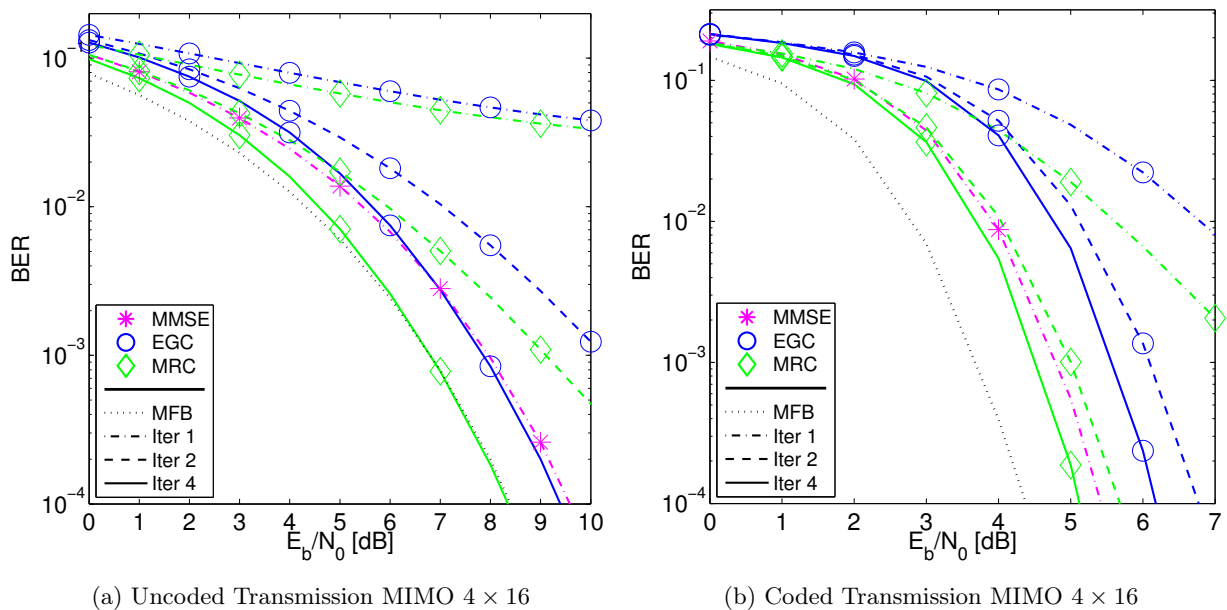 BER
10⁻¹
10⁻²
10⁻³
10⁻⁴
MMSE
EGC
MRC
MFB
Iter 1
Iter 2
Iter 4
0 1 2 3 4 5 6 7 8 9 10
E_b/N_0 [dB]
(a) Uncoded Transmission MIMO 4 × 16
BER
10⁻¹
10⁻²
10⁻³
10⁻⁴
MMSE
EGC
MRC
MFB
Iter 1
Iter 2
Iter 4
0 1 2 3 4 5 6 7
E_b/N_0 [dB]
(b) Coded Transmission MIMO 4 × 16